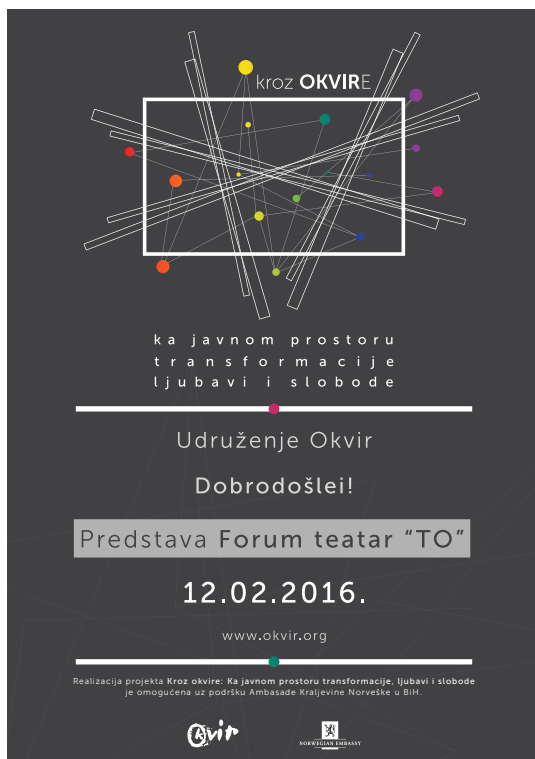 kroz OKVIRE
ka javnom prostoru
transformacije
ljubavi i slobode
Udruženje Okvir
Dobrodošlei!
Predstava Forum teatar “TO”
12.02.2016.
www.okvir.org
Realizacija projekta Kroz okvire: Ka javnom prostoru transformacije, ljubavi i slobode
je omogućena uz podršku Ambasade Kraljevine Norveške u BiH.
Okvir
NORWEGIAN EMBASSY